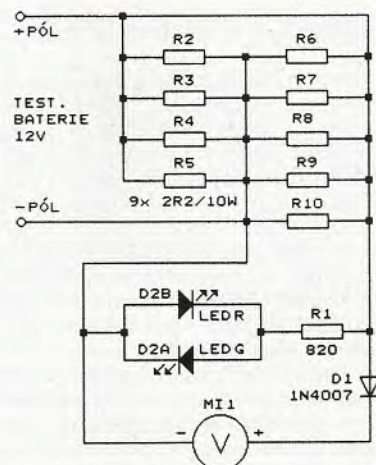 +PÓL
R2
R6
R3
R7
TEST.
BATERIE
12V
R4
R8
R5
R9
9x 2R2/10W
-PÓL
R10
D2B
LEDR
R1
D2A
LEDG
820
D1
1N4007
MI1
-
V
+